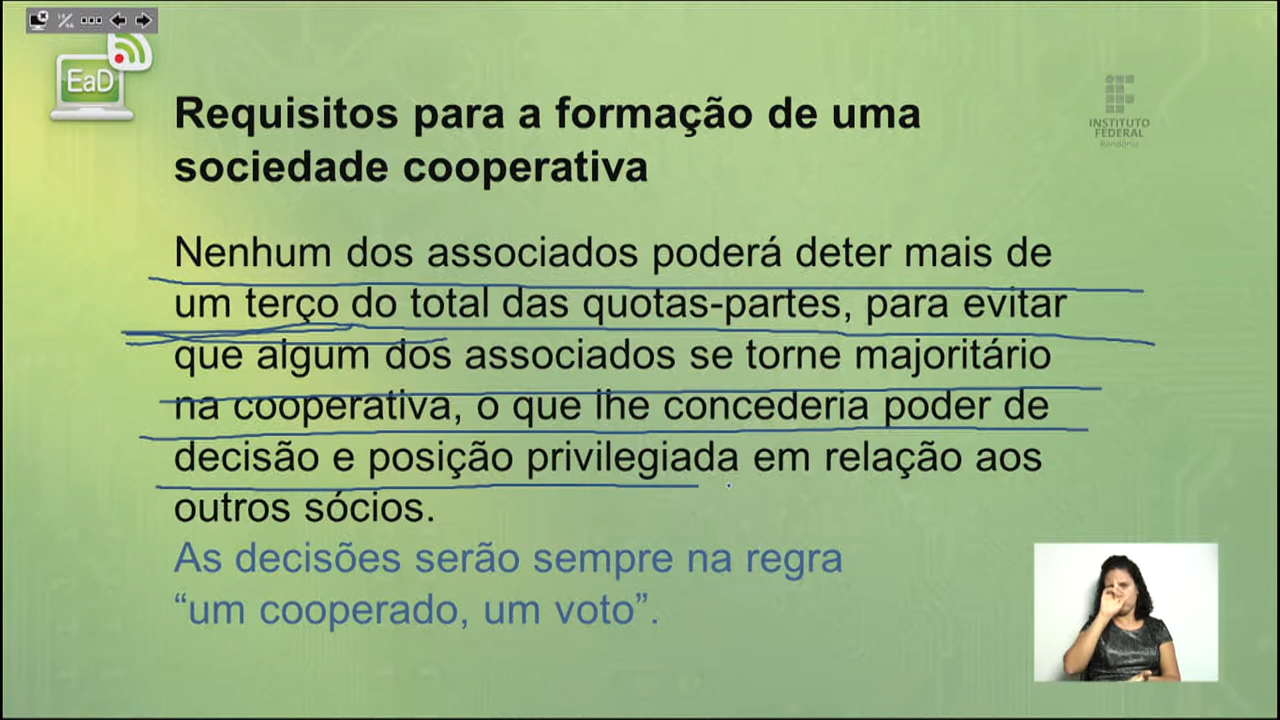 EaD
INSTITUTO
FEDERAL
Rondônia
Requisitos para a formação de uma
sociedade cooperativa
Nenhum dos associados poderá deter mais de
um terço do total das quotas-partes, para evitar
que algum dos associados se torne majoritário
na cooperativa, o que lhe concederia poder de
decisão e posição privilegiada em relação aos
outros sócios.
As decisões serão sempre na regra
“um cooperado, um voto”.